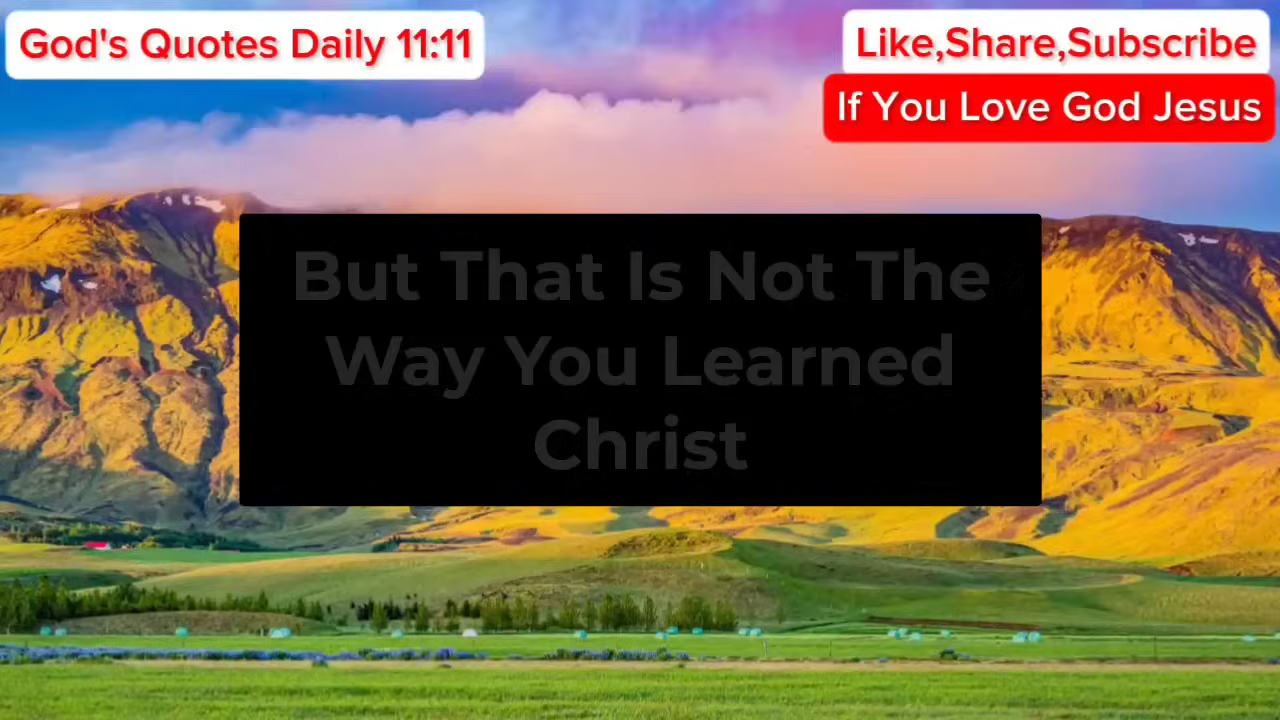 God's Quotes Daily 11:11
Like,Share,Subscribe
If You Love God Jesus
But That Is Not The
Way You Learned
Christ